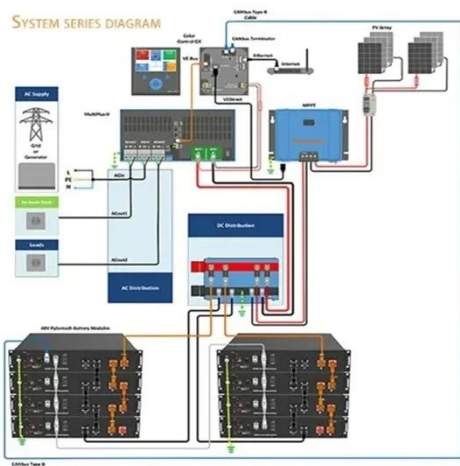 SYSTEM SERIES DIAGRAM
CANbus Type B
Cable
Color
Control GX
CANbus Terminator
PV Array
Ethernet
Internet
VE Bus
AC Supply
VE Direct
MultiPlus-II
MPPT
Grid
or
Generator
L
PE
N
ACin
ACout1
Loads
ACout2
DC Distribution
AC Distribution
48V Pylontech Battery Modules
CANbus Type B